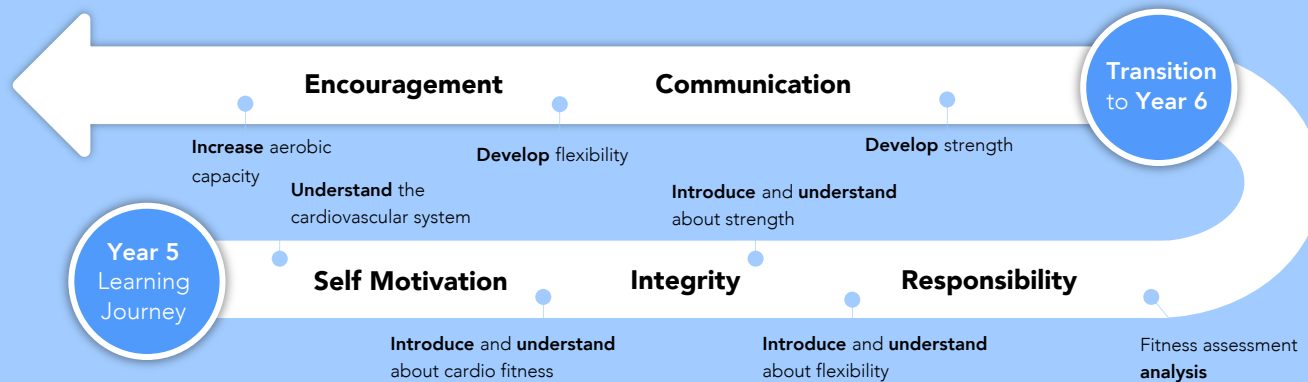 Encouragement
Communication
Transition
to Year 6
Increase aerobic
capacity
Develop flexibility
Develop strength
Understand the
cardiovascular system
Introduce and understand
about strength
Year 5
Learning
Journey
Self Motivation
Integrity
Responsibility
Introduce and understand
about cardio fitness
Introduce and understand
about flexibility
Fitness assessment
analysis